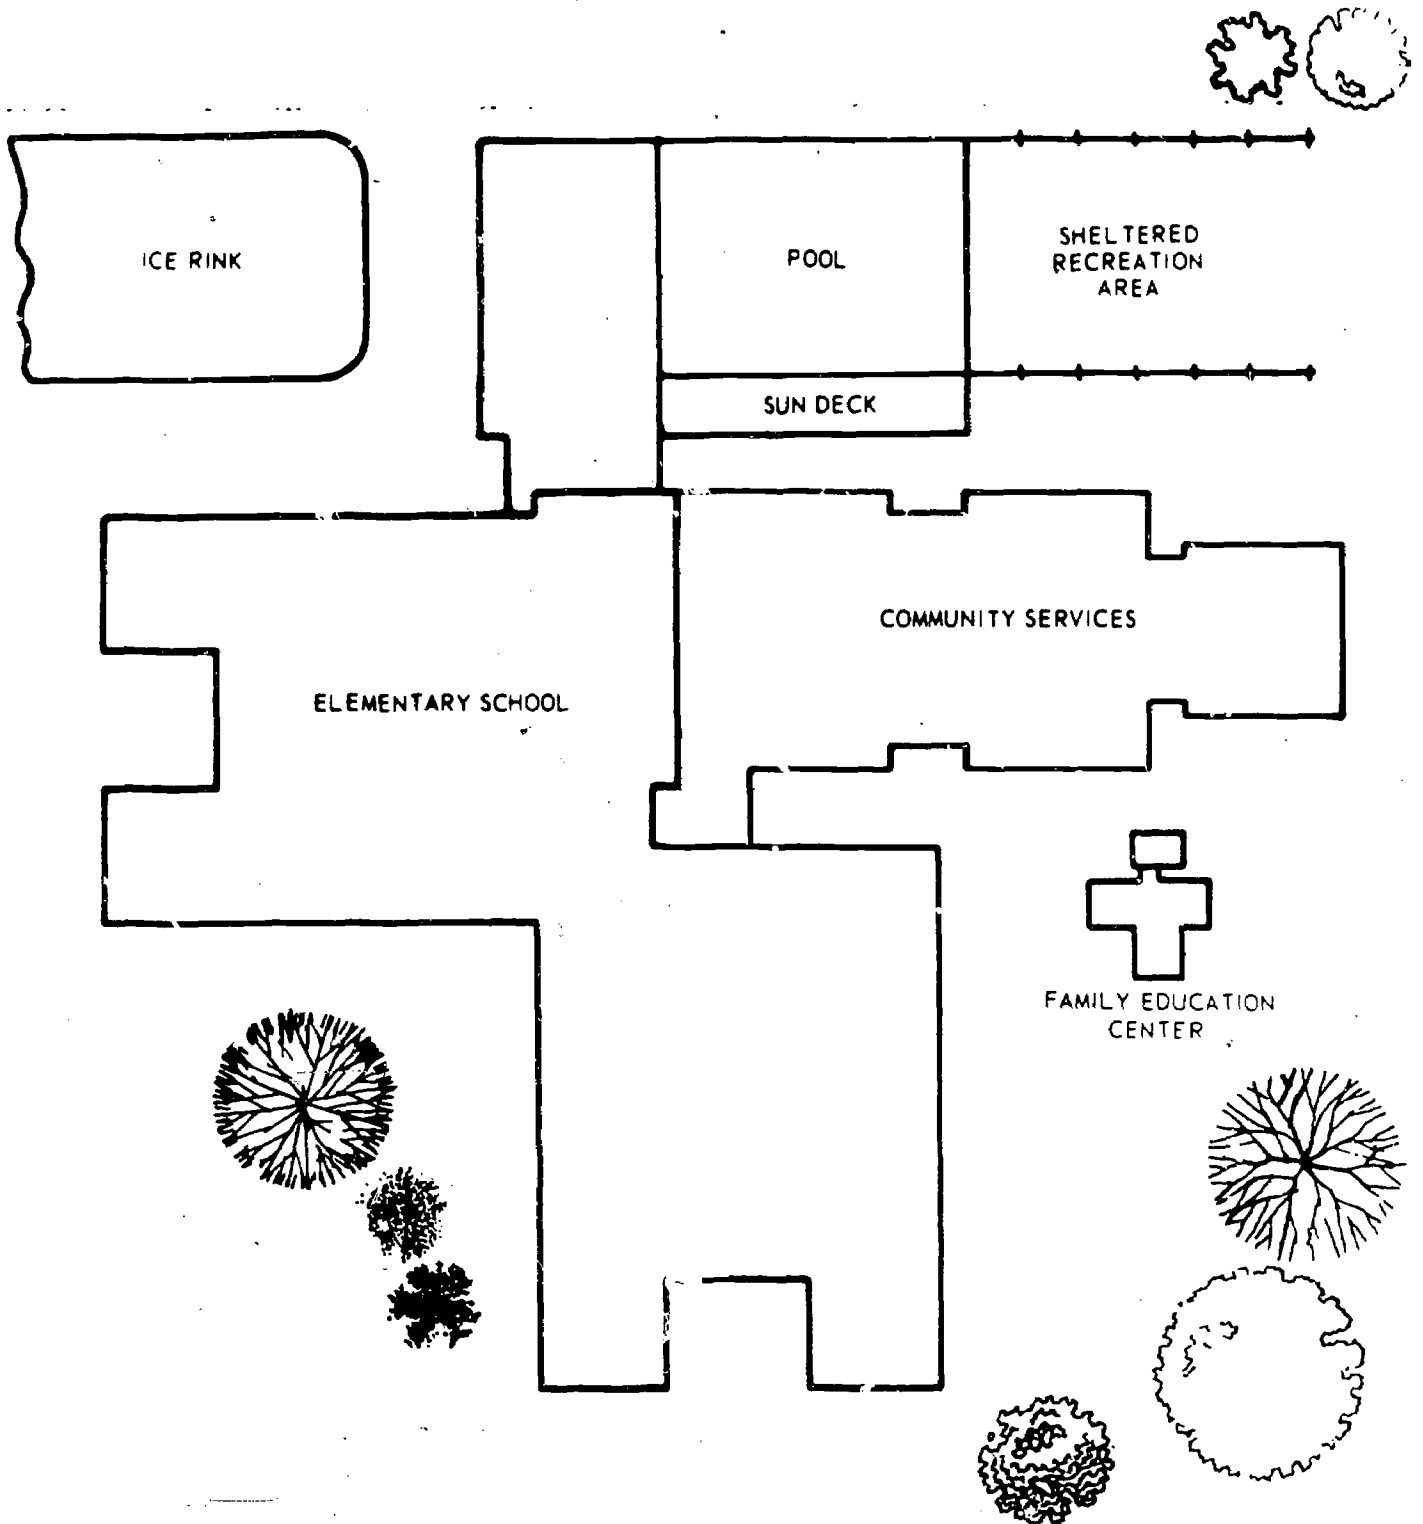 ICE RINK
POOL
SHELTERED
RECREATION
AREA
SUN DECK
COMMUNITY SERVICES
ELEMENTARY SCHOOL
FAMILY EDUCATION
CENTER